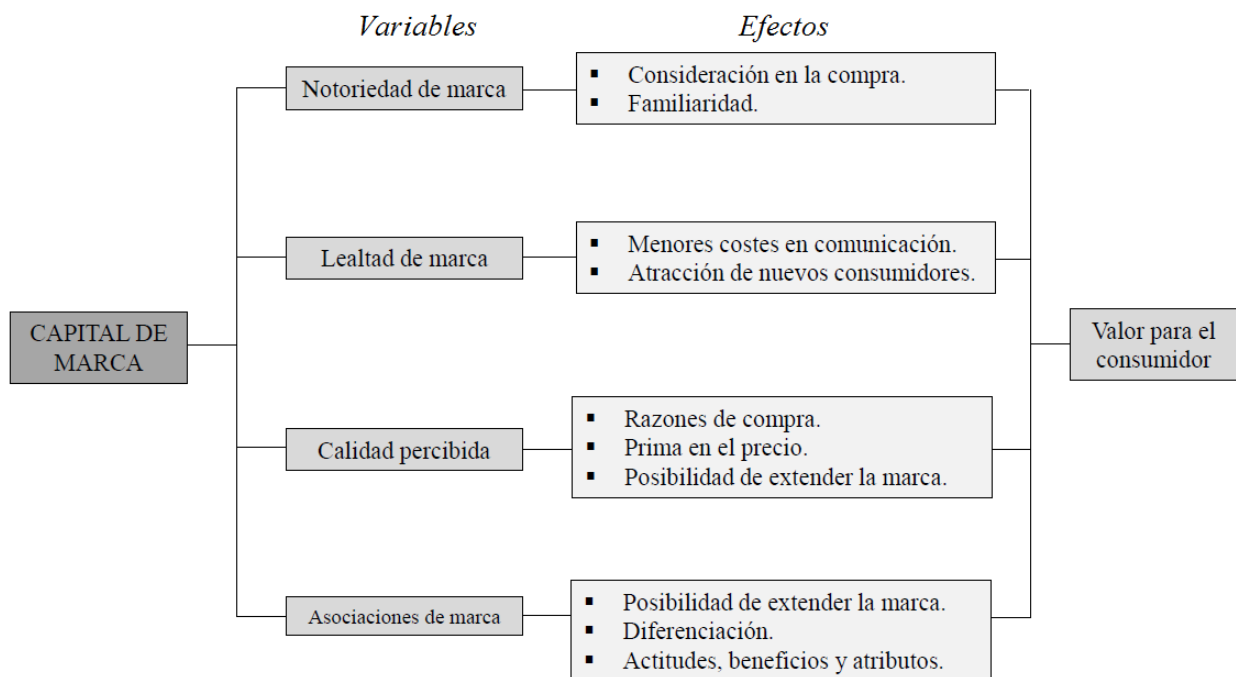 Variables
Efectos
Notoriedad de marca
▪ Consideración en la compra.
▪ Familiaridad.
Lealtad de marca
▪ Menores costes en comunicación.
▪ Atracción de nuevos consumidores.
CAPITAL DE
MARCA
Valor para el
consumidor
Calidad percibida
▪ Razones de compra.
▪ Prima en el precio.
▪ Posibilidad de extender la marca.
Asociaciones de marca
▪ Posibilidad de extender la marca.
▪ Diferenciación.
▪ Actitudes, beneficios y atributos.